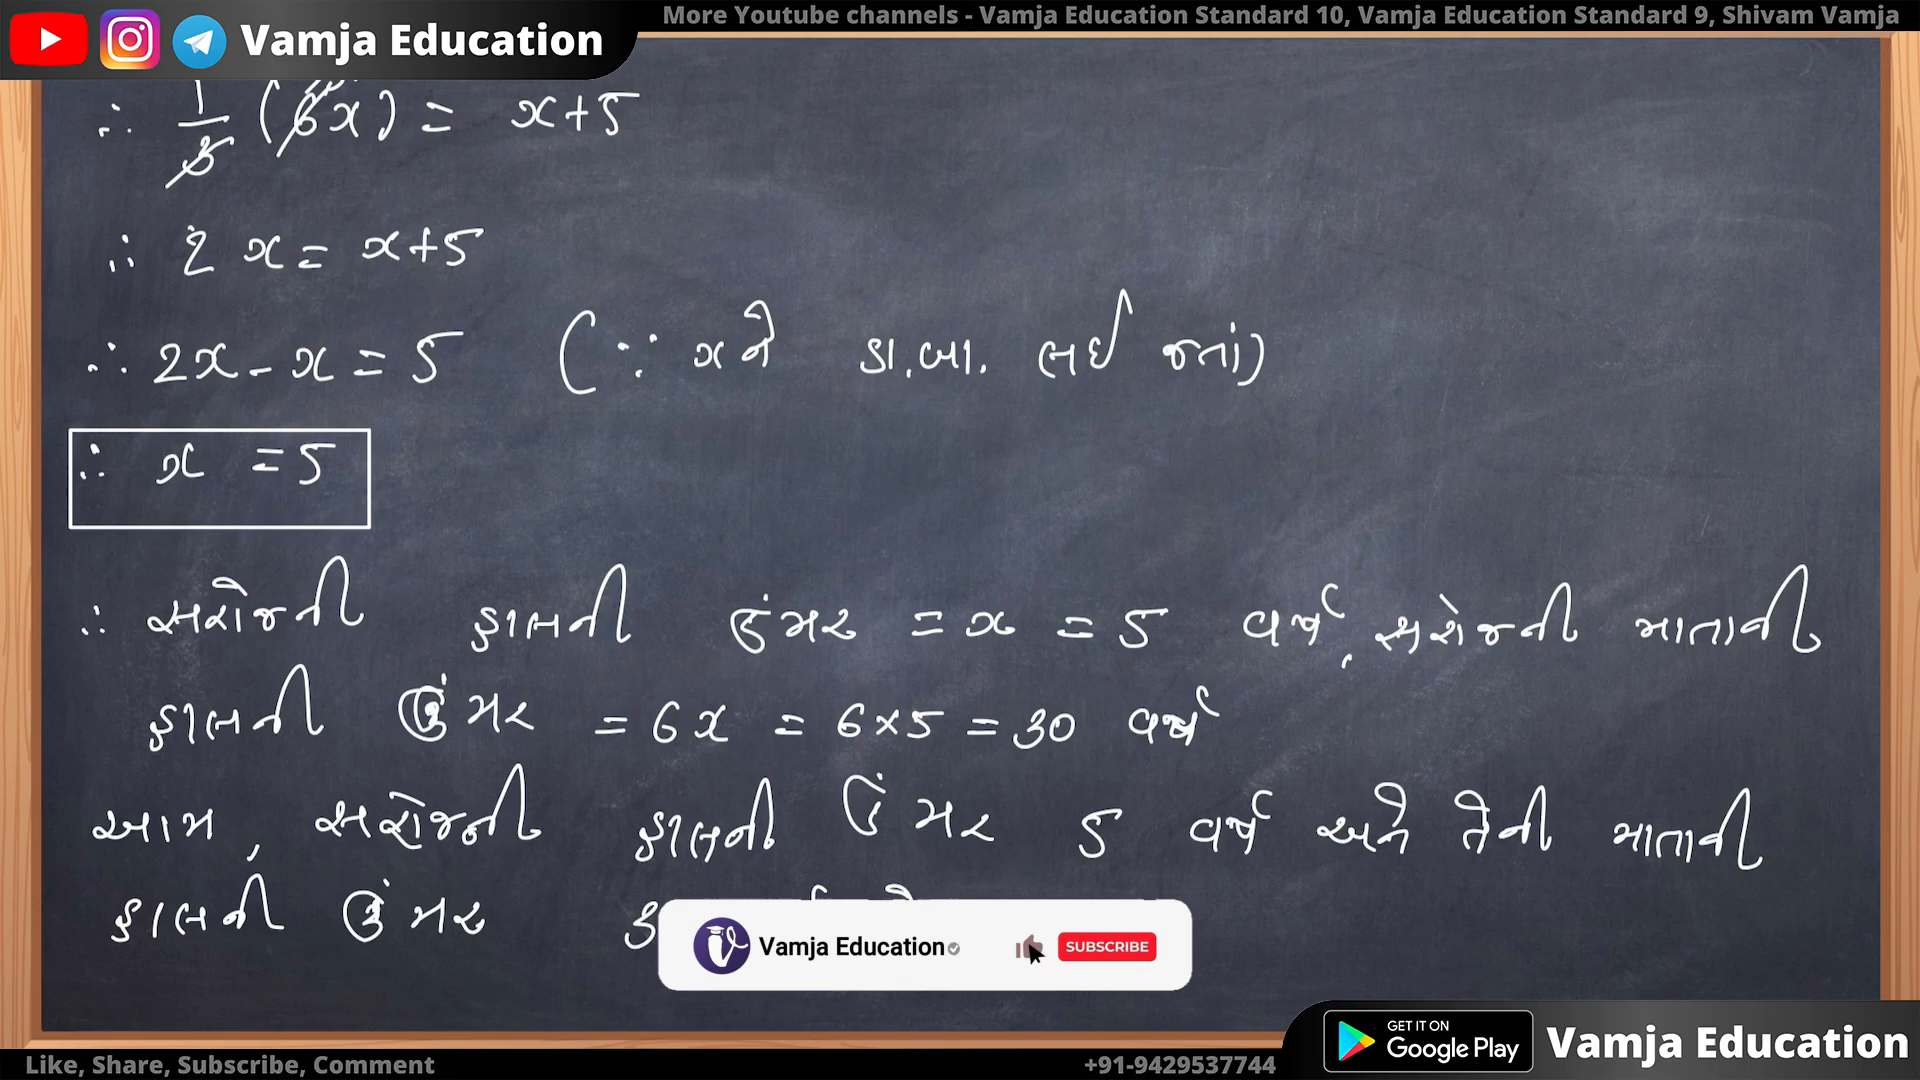 More Youtube channels - Vamja Education Standard 10, Vamja Education Standard 9, Shivam Vamja
Vamja Education
∴ 1/3 (6x) = x+5
∴ 2x = x+5
∴ 2x - x = 5 (∵ xને ડા.બા. લઈ જતાં)
∴ x = 5
∴ સરોજની હાલની ઉંમર = x = 5 વર્ષ, સરોજની માતાની
હાલની ઉંમર = 6x = 6×5 = 30 વર્ષ
આમ, સરોજની હાલની ઉંમર 5 વર્ષ અને તેની માતાની
હાલની ઉંમર
Vamja Education SUBSCRIBE
GET IT ON
Google Play
Vamja Education
Like, Share, Subscribe, Comment
+91-9429537744